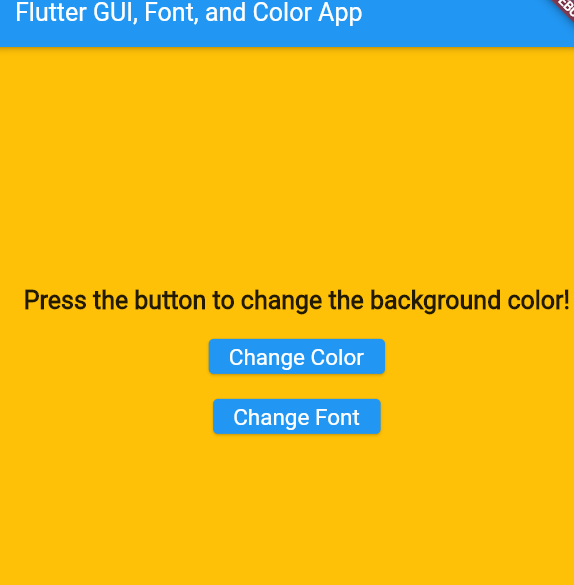 Flutter GUI, Font, and Color App
Press the button to change the background color!
Change Color
Change Font